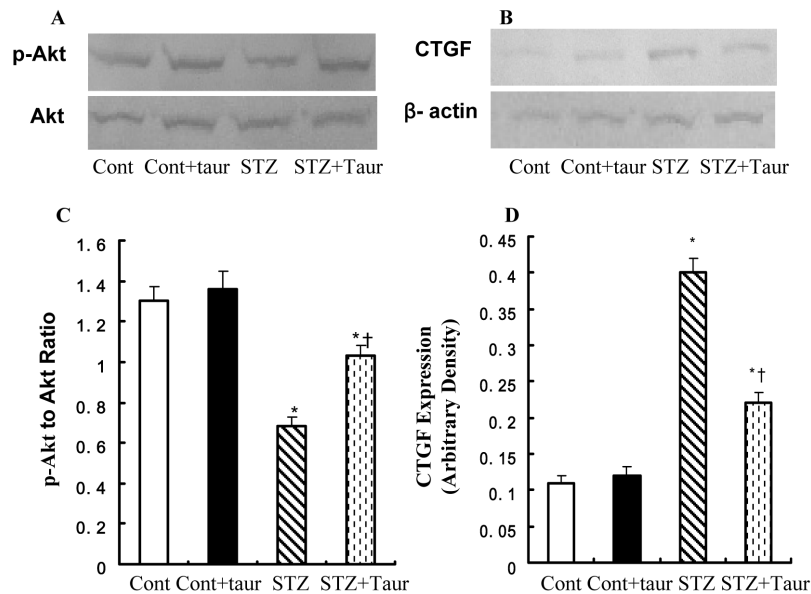 A
p-Akt
Akt
Cont Cont+taur STZ STZ+Taur
B
CTGF
β- actin
Cont Cont+taur STZ STZ+Taur
C
p-Akt to Akt Ratio
1.6
1.4
1.2
1
0.8
0.6
0.4
0.2
0
*
*†
Cont Cont+taur STZ STZ+Taur
D
CTGF Expression
(Arbitrary Density)
0.45
0.4
0.35
0.3
0.25
0.2
0.15
0.1
0.05
0
*
*†
Cont Cont+taur STZ STZ+Taur